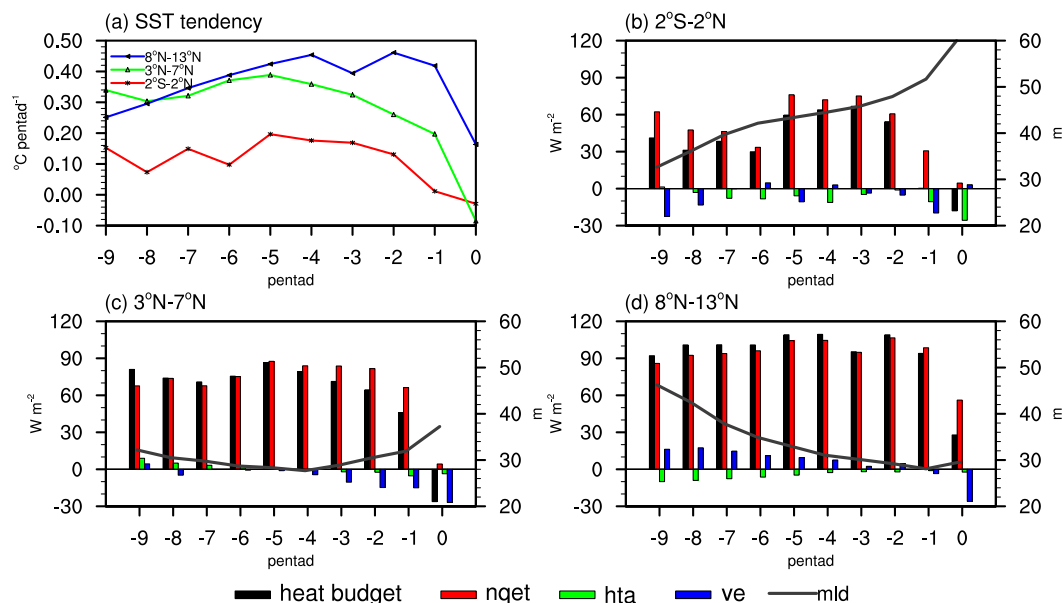 (a) SST tendency
0.50
0.40
0.30
0.20
0.10
0.00
-0.10
°C pentad⁻¹
8°N-13°N
3°N-7°N
2°S-2°N
-9 -8 -7 -6 -5 -4 -3 -2 -1 0
pentad
(b) 2°S-2°N
120
90
60
30
0
-30
W m⁻²
60
50
40
30
20
m
-9 -8 -7 -6 -5 -4 -3 -2 -1 0
pentad
(c) 3°N-7°N
120
90
60
30
0
-30
W m⁻²
60
50
40
30
20
m
-9 -8 -7 -6 -5 -4 -3 -2 -1 0
pentad
(d) 8°N-13°N
120
90
60
30
0
-30
W m⁻²
60
50
40
30
20
m
-9 -8 -7 -6 -5 -4 -3 -2 -1 0
pentad
heat budget nqet hta ve mld